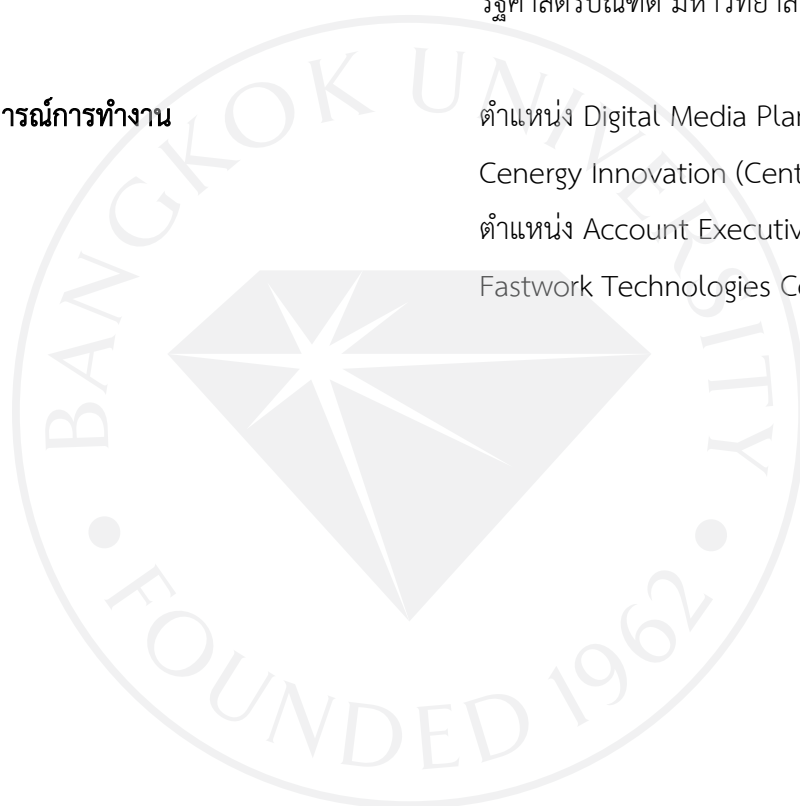 รัฐศาสตรบัณฑิต มหาวิทยาล
ารณ์การทำงาน
ตำแหน่ง Digital Media Plan
Cenergy Innovation (Cent
ตำแหน่ง Account Executiv
Fastwork Technologies Co
BANGKOK UNIVERSITY
• FOUNDED 1962 •